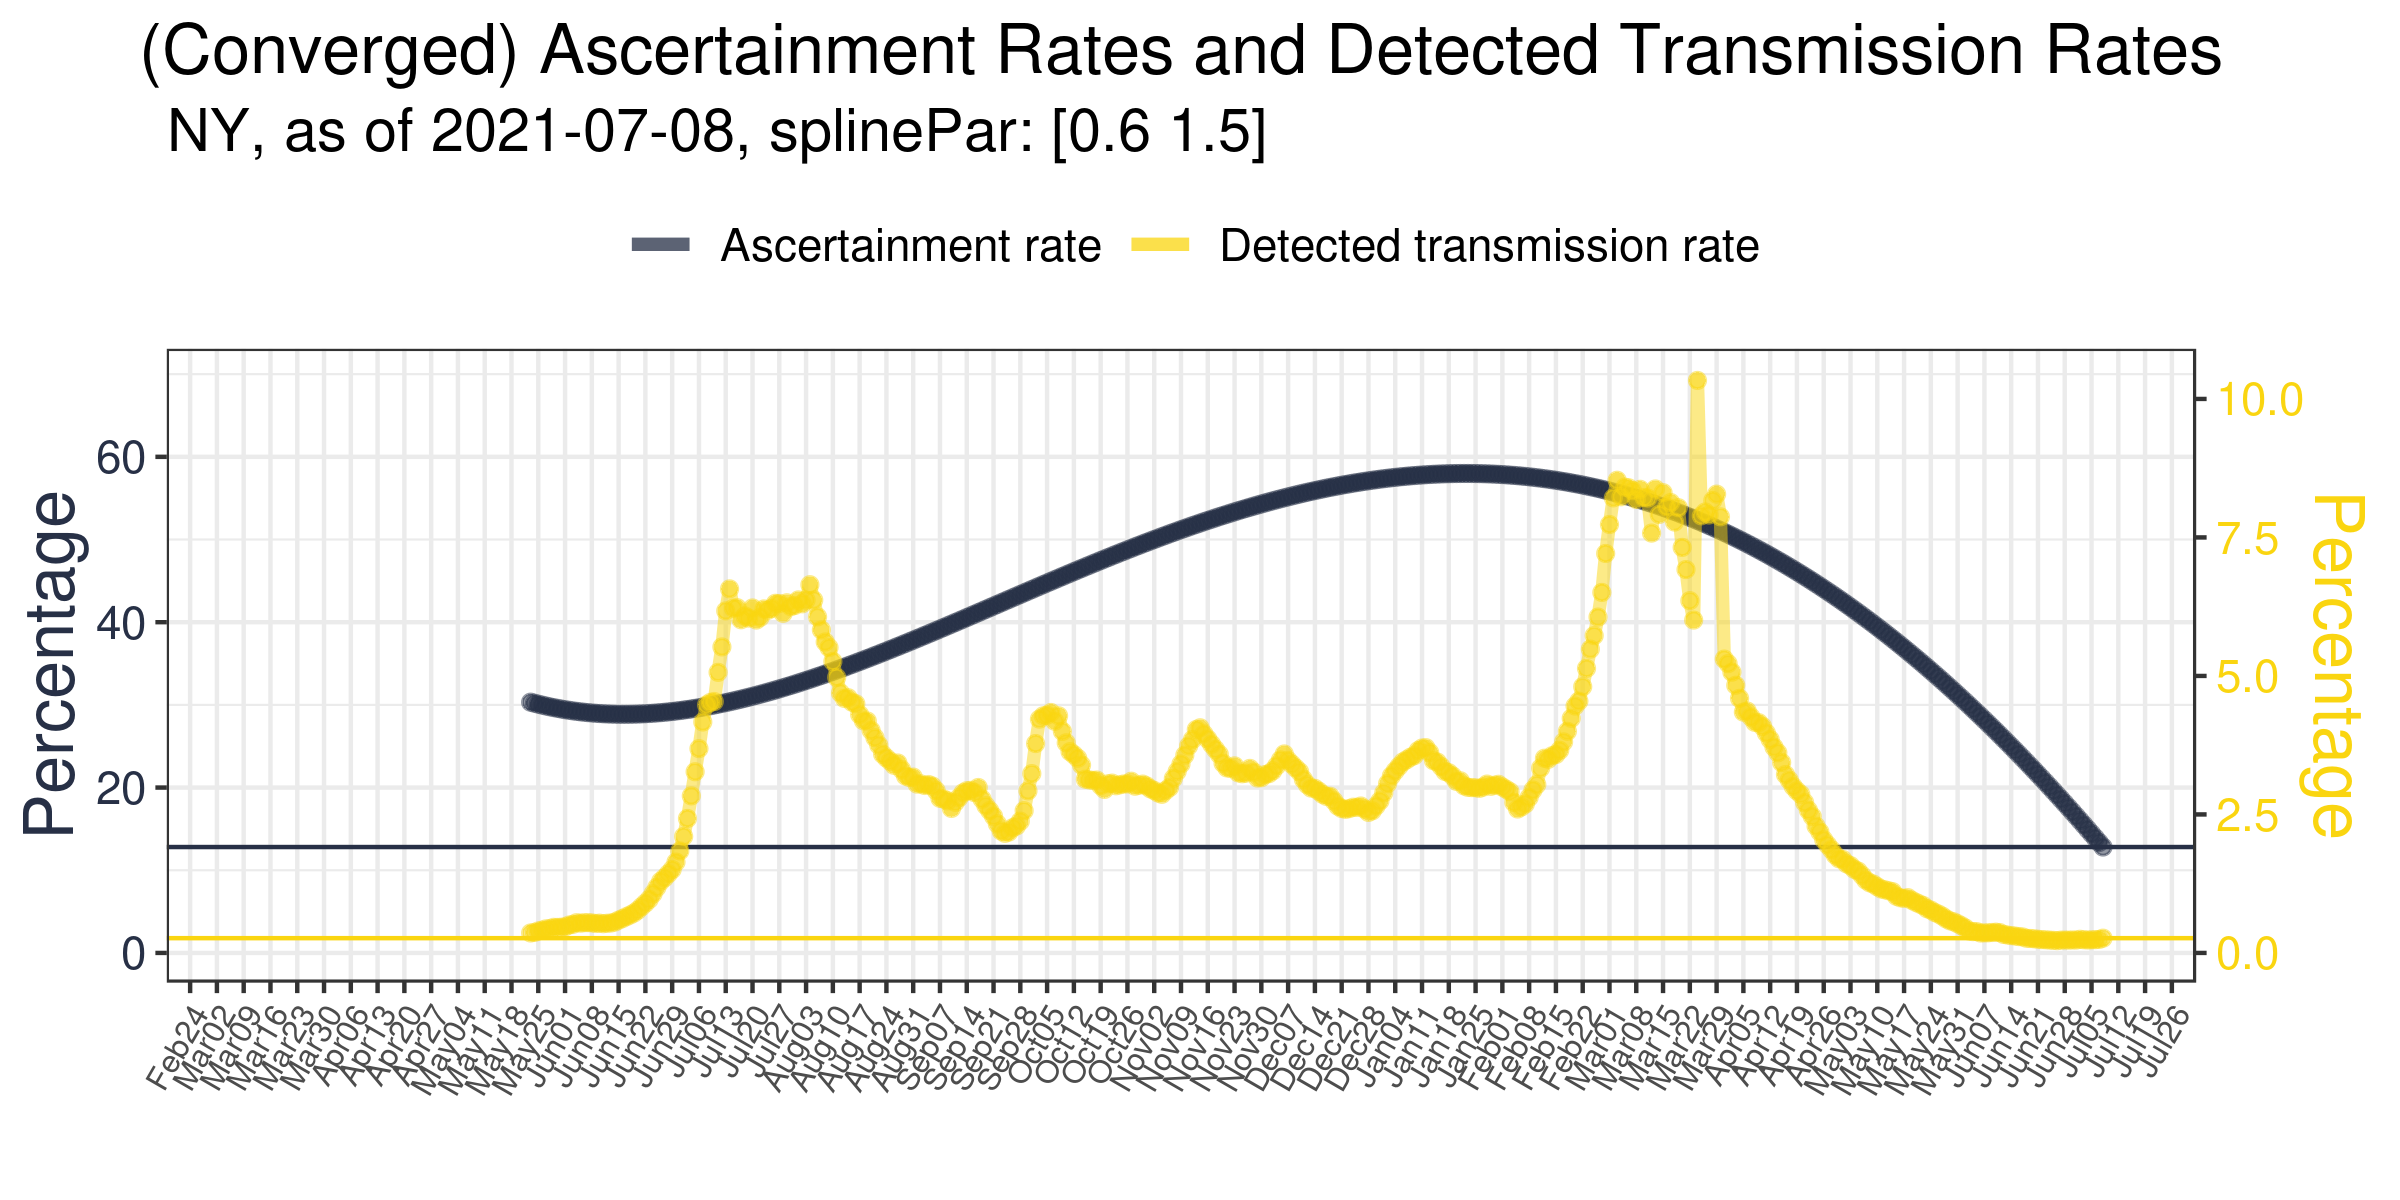 (Converged) Ascertainment Rates and Detected Transmission Rates
NY, as of 2021-07-08, splinePar: [0.6 1.5]
Ascertainment rate
Detected transmission rate
Percentage
60
40
20
0
10.0
7.5
5.0
2.5
0.0
Percentage
Feb24
Mar02
Mar09
Mar16
Mar23
Mar30
Apr06
Apr13
Apr20
Apr27
May04
May11
May18
May25
Jun01
Jun08
Jun15
Jun22
Jun29
Jul06
Jul13
Jul20
Jul27
Aug03
Aug10
Aug17
Aug24
Aug31
Sep07
Sep14
Sep21
Sep28
Oct05
Oct12
Oct19
Oct26
Nov02
Nov09
Nov16
Nov23
Nov30
Dec07
Dec14
Dec21
Dec28
Jan04
Jan11
Jan18
Jan25
Feb01
Feb08
Feb15
Feb22
Mar01
Mar08
Mar15
Mar22
Mar29
Apr05
Apr12
Apr19
Apr26
May03
May10
May17
May24
May31
Jun07
Jun14
Jun21
Jun28
Jul05
Jul12
Jul19
Jul26